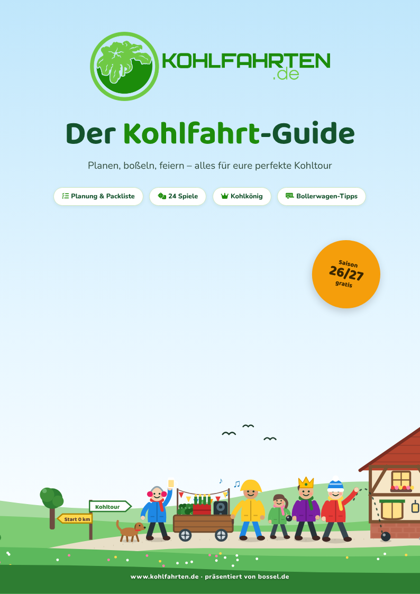 KOHLFAHRTEN
.de
Der Kohlfahrt-Guide
Planen, boßeln, feiern – alles für eure perfekte Kohltour
Planung & Packliste
24 Spiele
Kohlkönig
Bollerwagen-Tipps
Saison
26/27
gratis
Kohltour
Start 0 km
www.kohlfahrten.de · präsentiert von bossel.de